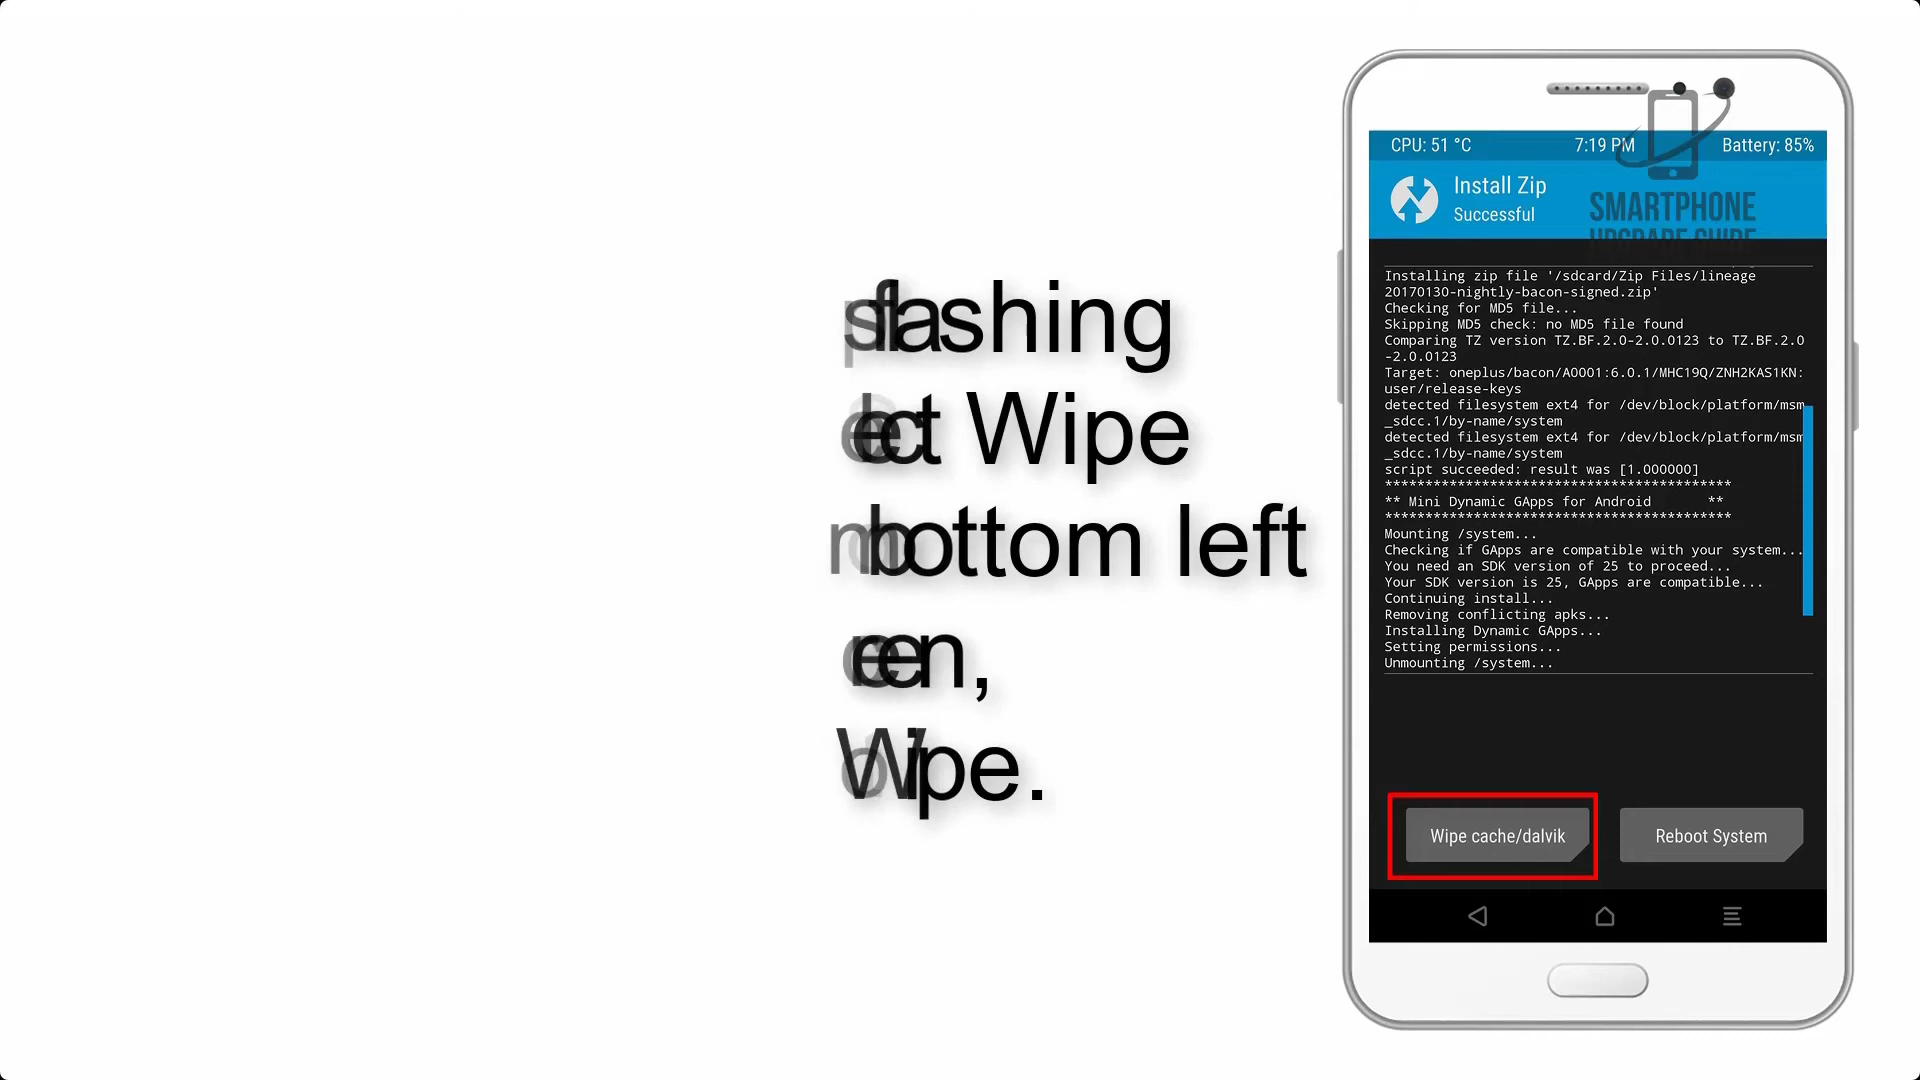 flashing
Wipe
bottom left
Wipe.
CPU: 51 °C
7:19 PM
Battery: 85%
Install Zip
Successful
SMARTPHONE
UPGRADE GUIDE
Installing zip file '/sdcard/Zip Files/lineage
20170130-nightly-bacon-signed.zip'
Checking for MD5 file...
Skipping MD5 check: no MD5 file found
Comparing TZ version TZ.BF.2.0-2.0.0123 to TZ.BF.2.0
-2.0.0123
Target: oneplus/bacon/A0001:6.0.1/MHC19Q/ZNH2KAS1KN:
user/release-keys
detected filesystem ext4 for /dev/block/platform/msm
_sdcc.1/by-name/system
detected filesystem ext4 for /dev/block/platform/msm
_sdcc.1/by-name/system
script succeeded: result was [1.000000]
******************************************
** Mini Dynamic GApps for Android **
******************************************
Mounting /system...
Checking if GApps are compatible with your system...
You need an SDK version of 25 to proceed...
Your SDK version is 25, GApps are compatible...
Continuing install...
Removing conflicting apks...
Installing Dynamic GApps...
Setting permissions...
Unmounting /system...
Wipe cache/dalvik
Reboot System